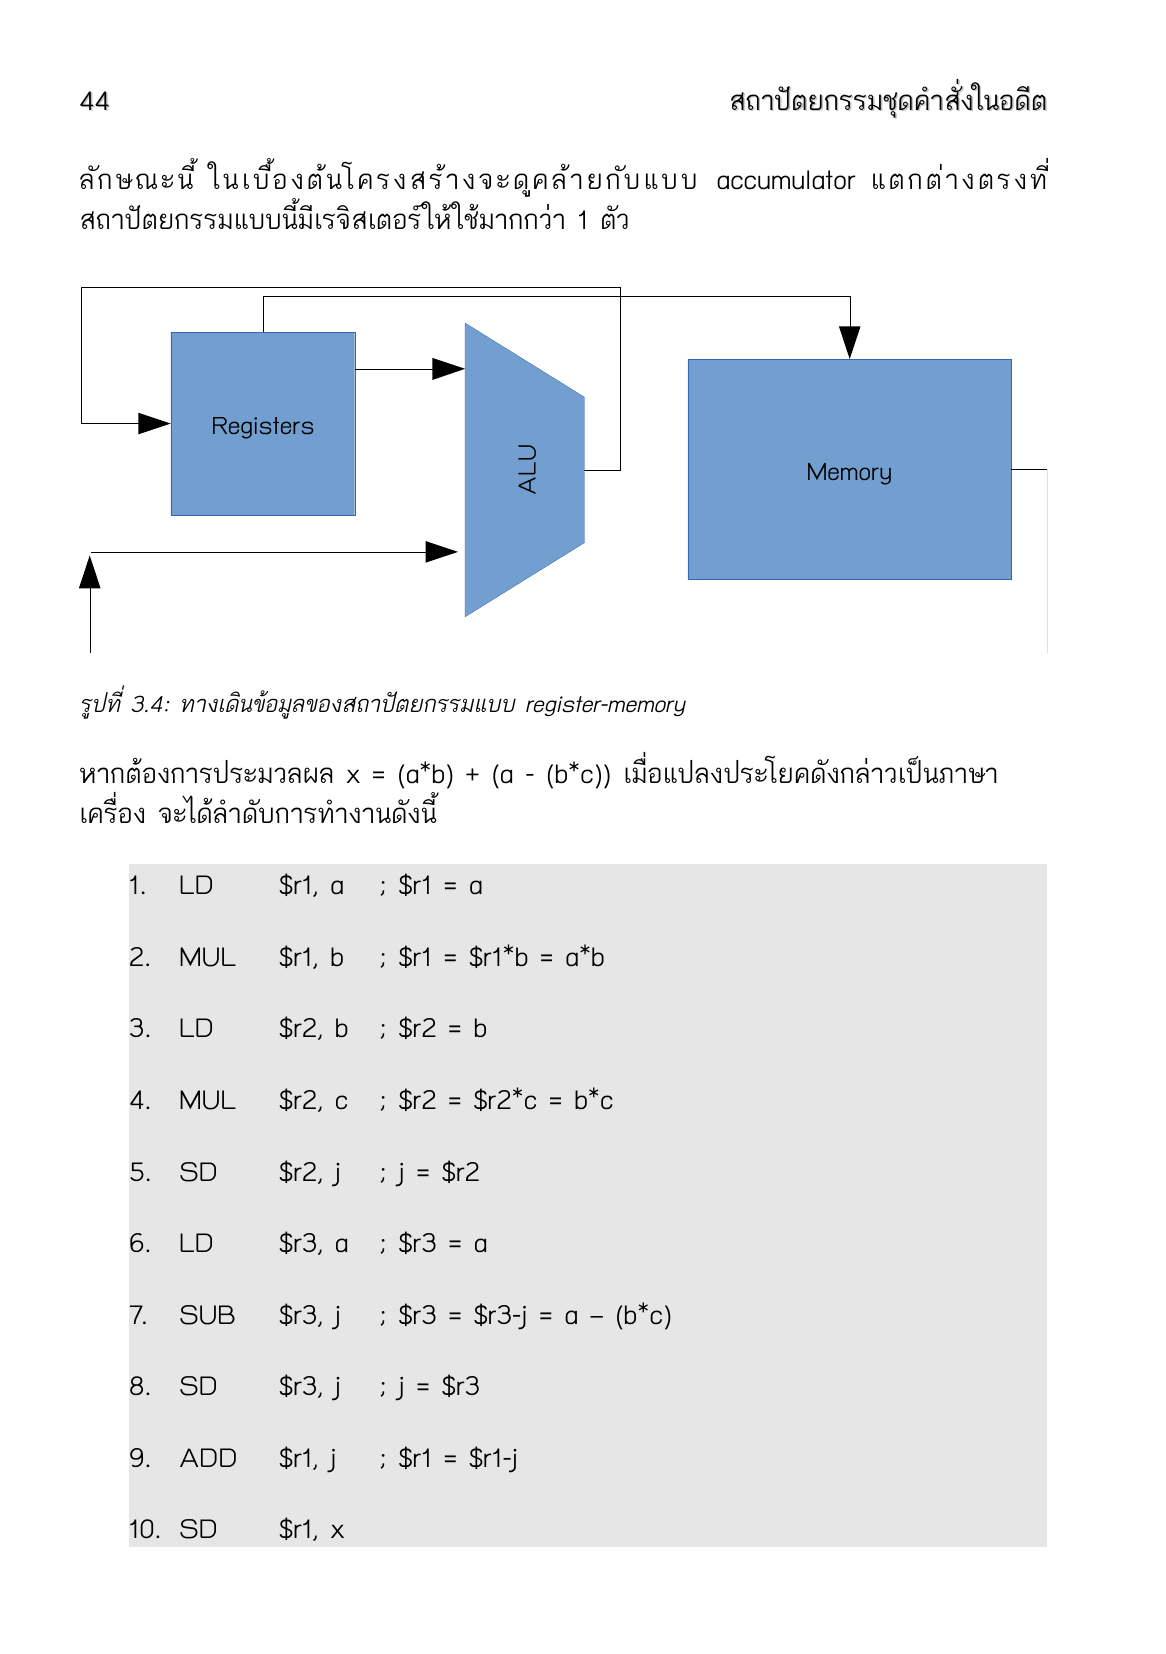 44 สถาปัตยกรรมชุดคำสั่งในอดีต
ลักษณะนี้ ในเบื้องต้นโครงสร้างจะดูคล้ายกับแบบ accumulator แตกต่างตรงที่
สถาปัตยกรรมแบบนี้มีเรจิสเตอร์ให้ใช้มากกว่า 1 ตัว
Registers
ALU
Memory
รูปที่ 3.4: ทางเดินข้อมูลของสถาปัตยกรรมแบบ register-memory
หากต้องการประมวลผล x = (a*b) + (a - (b*c)) เมื่อแปลงประโยคดังกล่าวเป็นภาษา
เครื่อง จะได้ลำดับการทำงานดังนี้
1. LD $r1, a ; $r1 = a
2. MUL $r1, b ; $r1 = $r1*b = a*b
3. LD $r2, b ; $r2 = b
4. MUL $r2, c ; $r2 = $r2*c = b*c
5. SD $r2, j ; j = $r2
6. LD $r3, a ; $r3 = a
7. SUB $r3, j ; $r3 = $r3-j = a – (b*c)
8. SD $r3, j ; j = $r3
9. ADD $r1, j ; $r1 = $r1-j
10. SD $r1, x